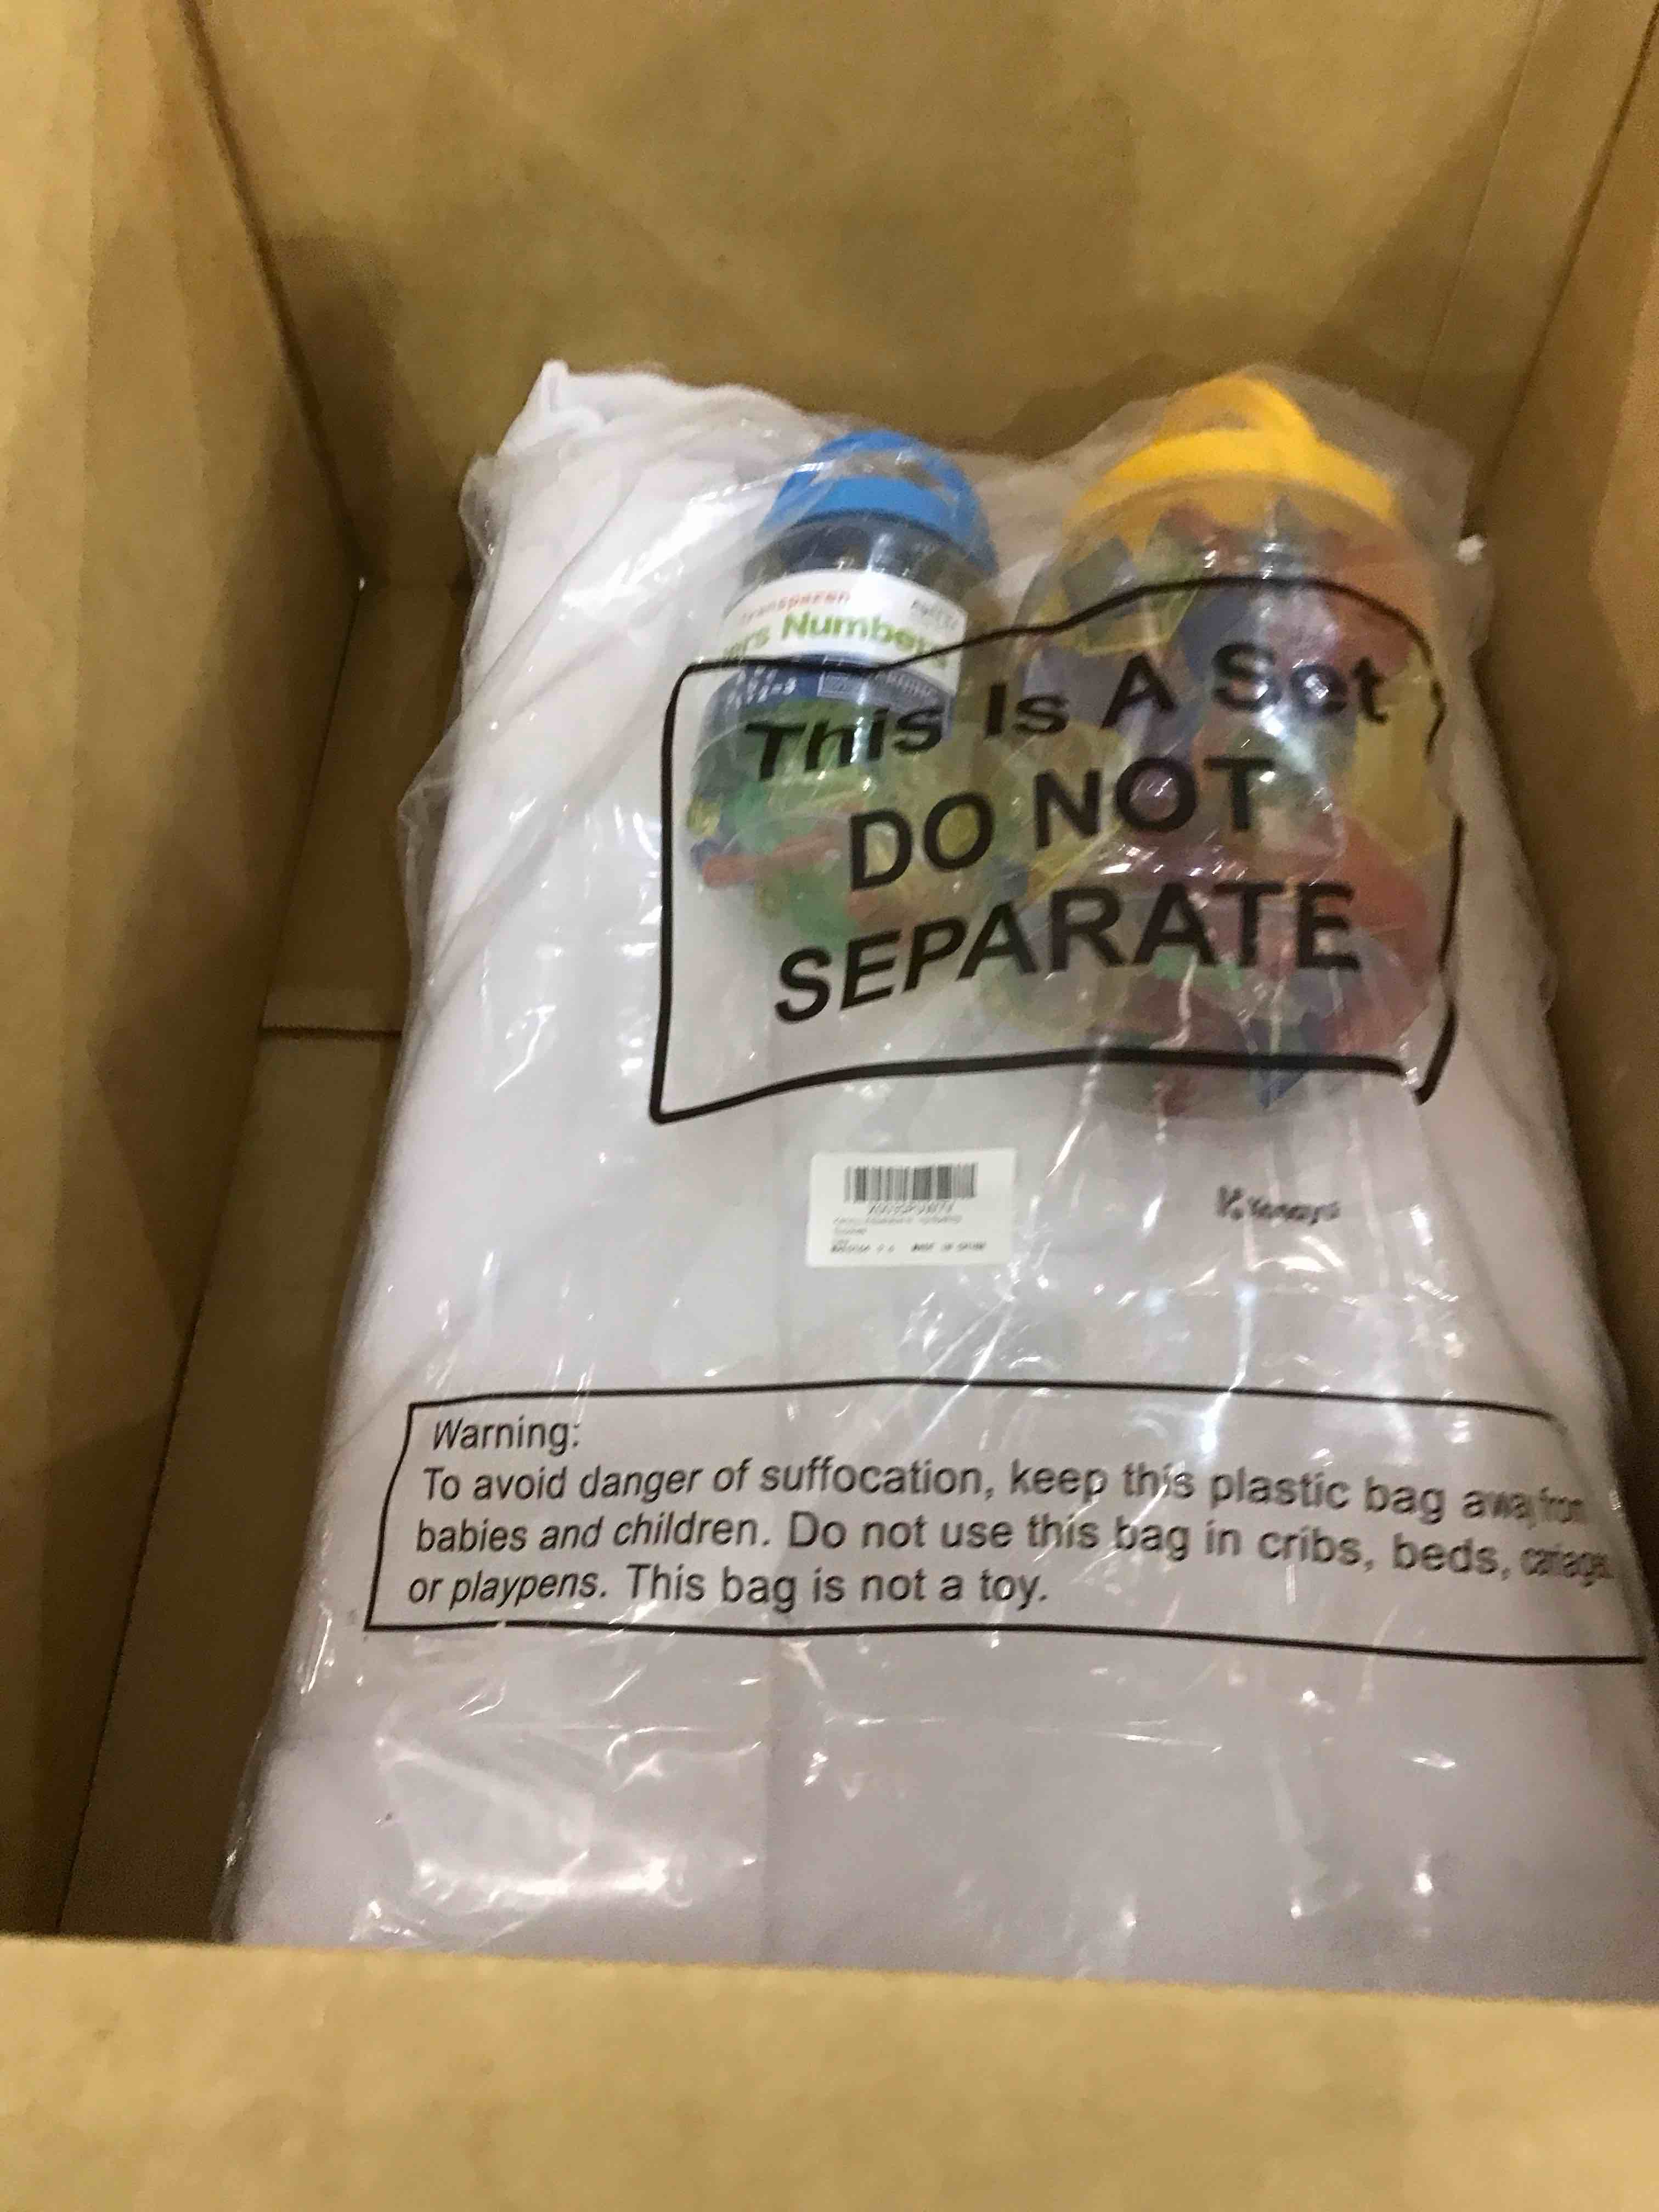 Numbers
This Is A Set
DO NOT
SEPARATE
Warning:
To avoid danger of suffocation, keep this plastic bag away from
babies and children. Do not use this bag in cribs, beds, carriages
or playpens. This bag is not a toy.